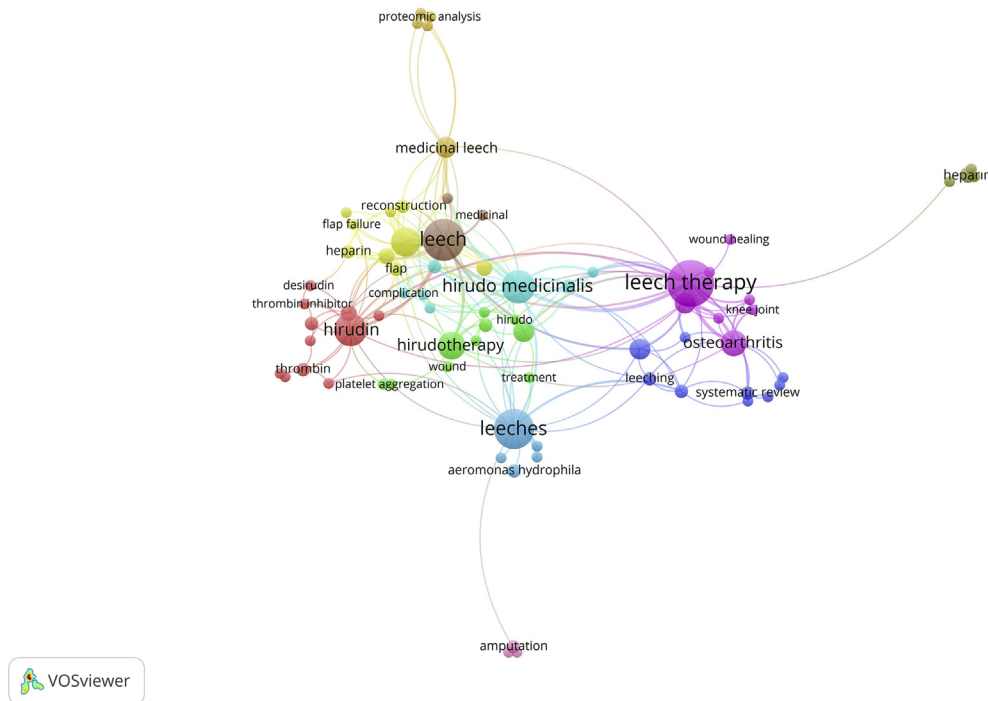 proteomic analysis
medicinal leech
heparin
reconstruction
medicinal
flap failure
leech
wound healing
heparin
flap
leech therapy
desirudin
complication
hirudo medicinalis
thrombin inhibitor
knee joint
hirudin
hirudo
hirudotherapy
osteoarthritis
wound
thrombin
treatment
leeching
platelet aggregation
systematic review
leeches
aeromonas hydrophila
amputation
VOSviewer